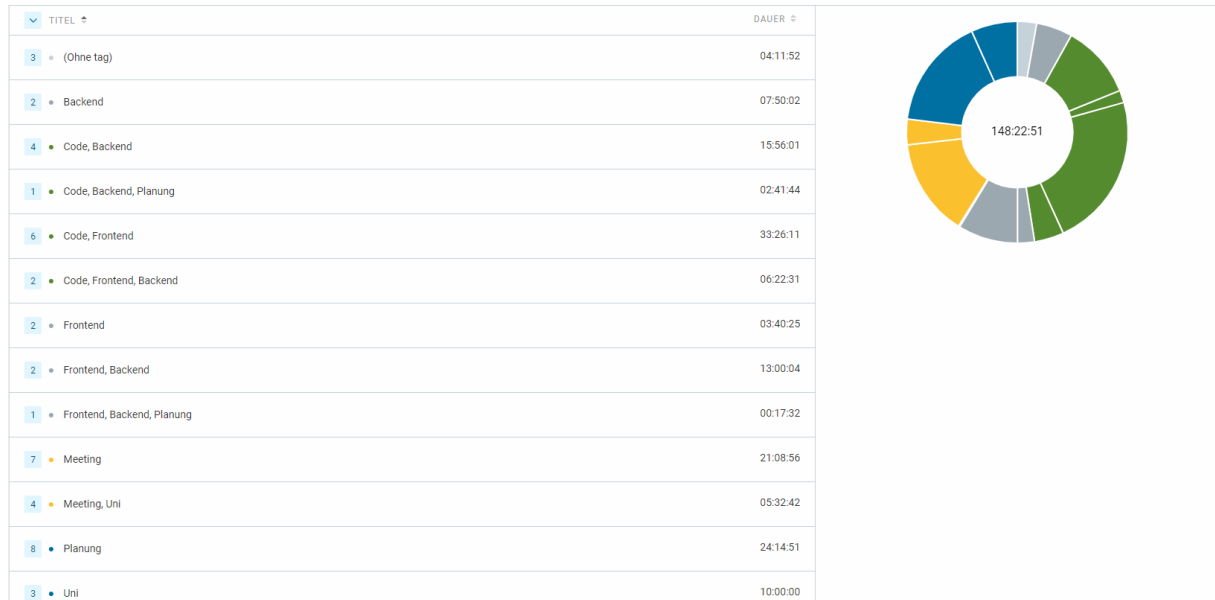 TITEL DAUER
3 (Ohne tag) 04:11:52
2 Backend 07:50:02
4 Code, Backend 15:56:01
1 Code, Backend, Planung 02:41:44
6 Code, Frontend 33:26:11
2 Code, Frontend, Backend 06:22:31
2 Frontend 03:40:25
2 Frontend, Backend 13:00:04
1 Frontend, Backend, Planung 00:17:32
7 Meeting 21:08:56
4 Meeting, Uni 05:32:42
8 Planung 24:14:51
3 Uni 10:00:00
148:22:51